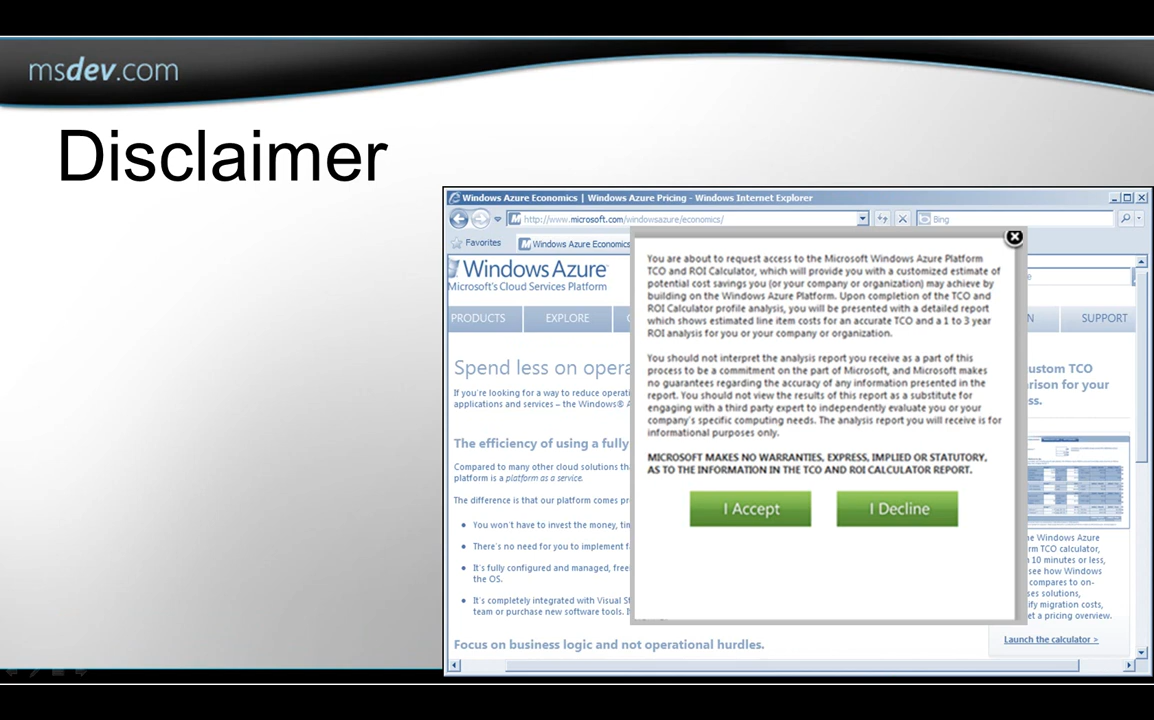 msdev.com
Disclaimer
Windows Azure Economics | Windows Azure Pricing - Windows Internet Explorer
http://www.microsoft.com/windowsazure/economics/
Bing
Favorites
Windows Azure Economics
Windows Azure™
Microsoft's Cloud Services Platform
PRODUCTS
EXPLORE
SUPPORT
Spend less on opera
If you're looking for a way to reduce operati
applications and services – the Windows® A
The efficiency of using a fully
Compared to many other cloud solutions th
platform is a platform as a service.
The difference is that our platform comes pr
• You won't have to invest the money, tim
• There's no need for you to implement f
• It's fully configured and managed, free
the OS.
• It's completely integrated with Visual St
team or purchase new software tools. I
Focus on business logic and not operational hurdles.
You are about to request access to the Microsoft Windows Azure Platform
TCO and ROI Calculator, which will provide you with a customized estimate of
potential cost savings you (or your company or organization) may achieve by
building on the Windows Azure Platform. Upon completion of the TCO and
ROI Calculator profile analysis, you will be presented with a detailed report
which shows estimated line item costs for an accurate TCO and a 1 to 3 year
ROI analysis for you or your company or organization.
You should not interpret the analysis report you receive as a part of this
process to be a commitment on the part of Microsoft, and Microsoft makes
no guarantees regarding the accuracy of any information presented in the
report. You should not view the results of this report as a substitute for
engaging with a third party expert to independently evaluate you or your
company's specific computing needs. The analysis report you will receive is for
informational purposes only.
MICROSOFT MAKES NO WARRANTIES, EXPRESS, IMPLIED OR STATUTORY,
AS TO THE INFORMATION IN THE TCO AND ROI CALCULATOR REPORT.
I Accept
I Decline
ustom TCO
rison for your
ss.
e Windows Azure
rm TCO calculator,
10 minutes or less,
see how Windows
compares to on-
ses solutions,
ify migration costs,
et a pricing overview.
Launch the calculator >